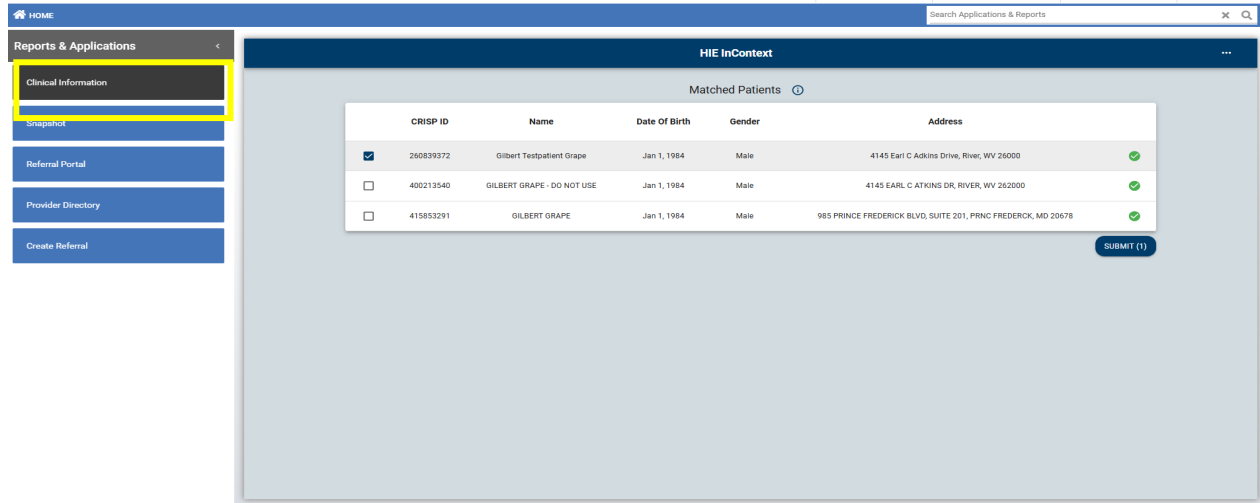 HOME
Search Applications & Reports
Reports & Applications
Clinical Information
Snapshot
Referral Portal
Provider Directory
Create Referral
HIE InContext
Matched Patients
CRISP ID Name Date Of Birth Gender Address
260839372 Gilbert Testpatient Grape Jan 1, 1984 Male 4145 Earl C Adkins Drive, River, WV 26000
400213540 GILBERT GRAPE - DO NOT USE Jan 1, 1984 Male 4145 EARL C ATKINS DR, RIVER, WV 262000
415853291 GILBERT GRAPE Jan 1, 1984 Male 985 PRINCE FREDERICK BLVD, SUITE 201, PRNC FREDERCK, MD 20678
SUBMIT (1)